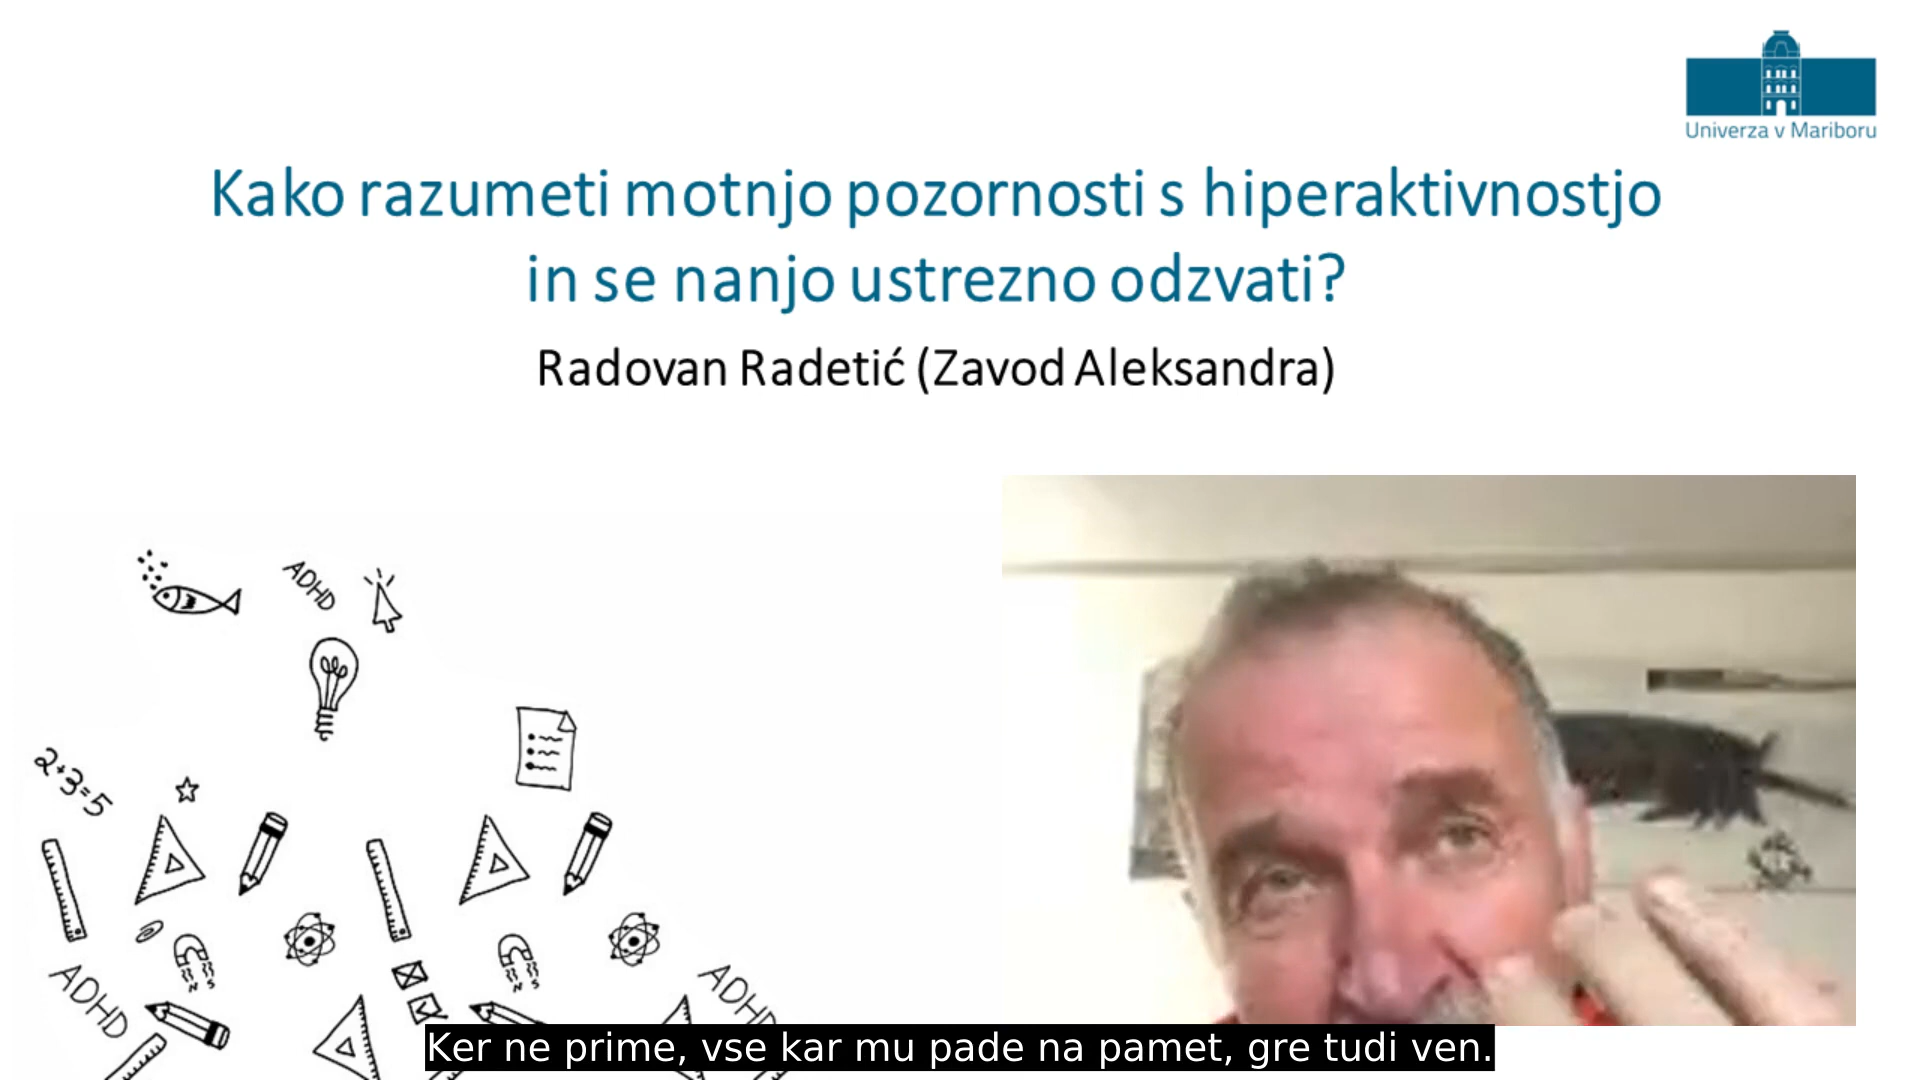 Univerza v Mariboru
Kako razumeti motnjo pozornosti s hiperaktivnostjo
in se nanjo ustrezno odzvati?
Radovan Radetić (Zavod Aleksandra)
ADHD
2+3=5
ADHD
ADHD
Ker ne prime, vse kar mu pade na pamet, gre tudi ven.